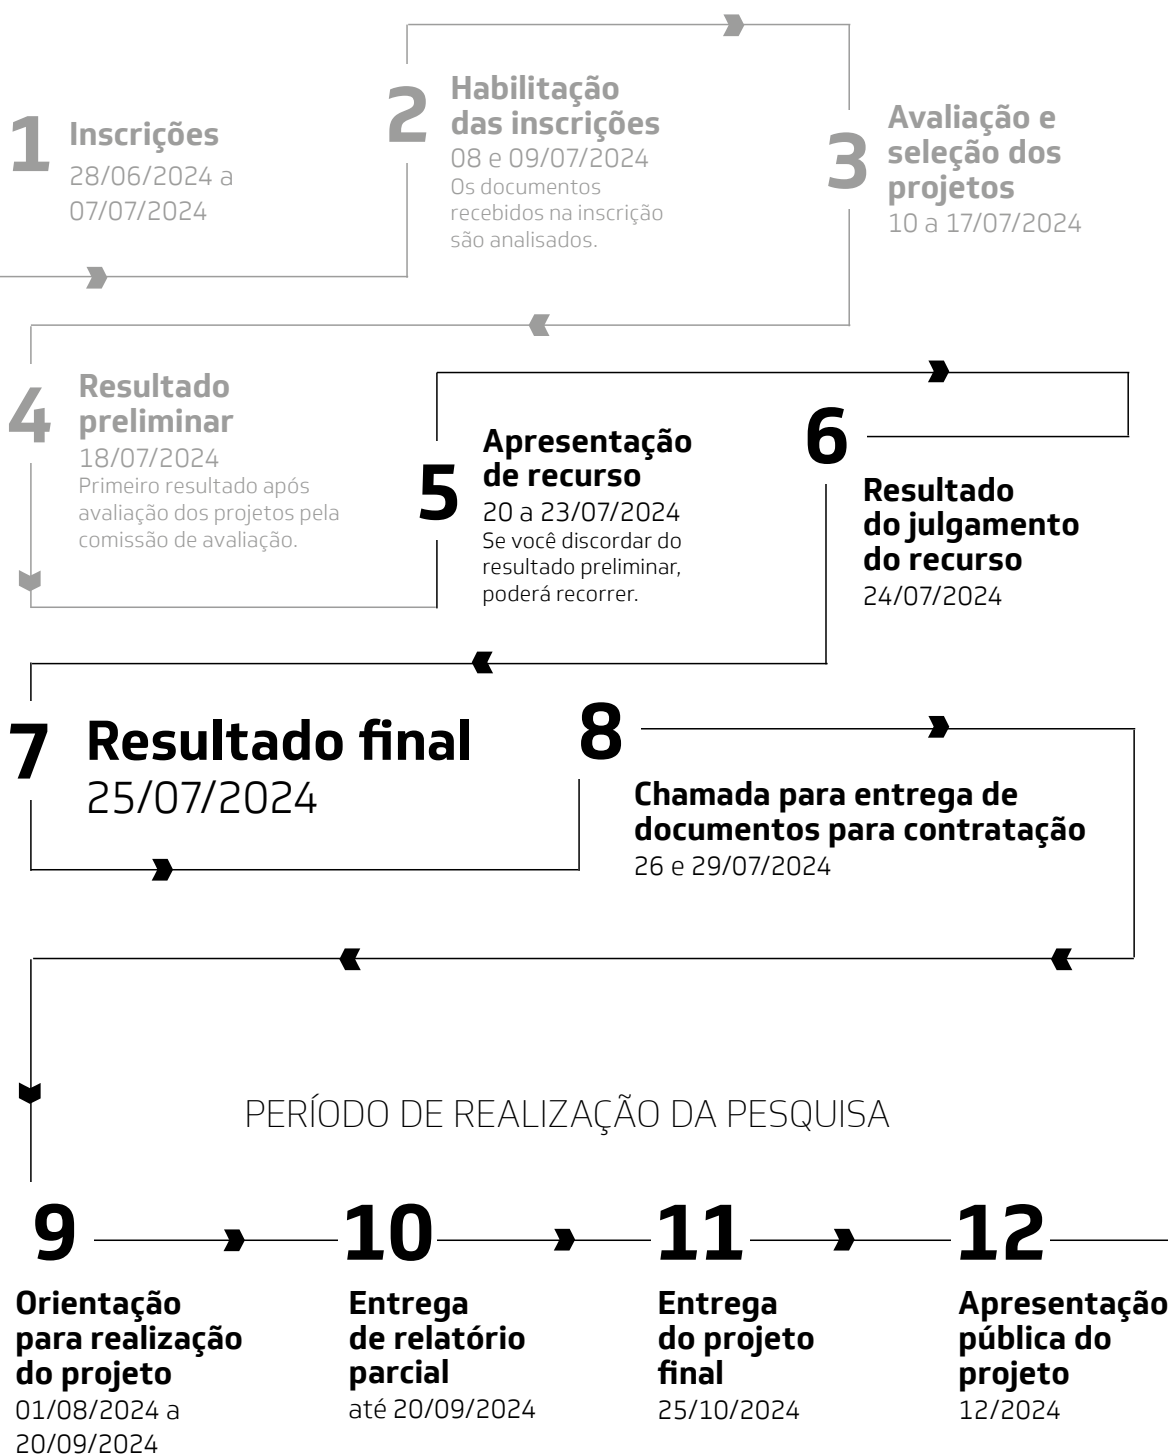 1
Inscrições
28/06/2024 a
07/07/2024
2
Habilitação
das inscrições
08 e 09/07/2024
Os documentos
recebidos na inscrição
são analisados.
3
Avaliação e
seleção dos
projetos
10 a 17/07/2024
4
Resultado
preliminar
18/07/2024
Primeiro resultado após
avaliação dos projetos pela
comissão de avaliação.
5
Apresentação
de recurso
20 a 23/07/2024
Se você discordar do
resultado preliminar,
poderá recorrer.
6
Resultado
do julgamento
do recurso
24/07/2024
7
Resultado final
25/07/2024
8
Chamada para entrega de
documentos para contratação
26 e 29/07/2024
PERÍODO DE REALIZAÇÃO DA PESQUISA
9
Orientação
para realização
do projeto
01/08/2024 a
20/09/2024
10
Entrega
de relatório
parcial
até 20/09/2024
11
Entrega
do projeto
final
25/10/2024
12
Apresentação
pública do
projeto
12/2024